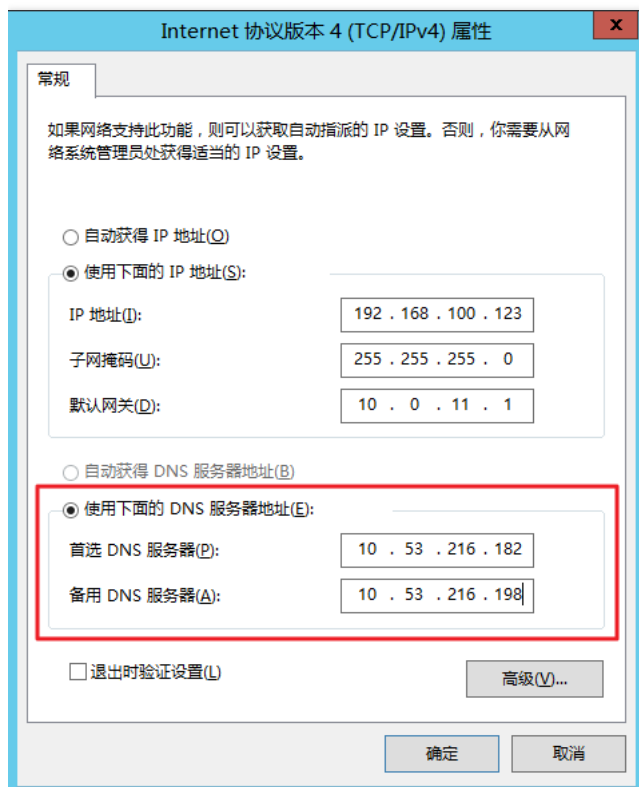 Internet 协议版本 4 (TCP/IPv4) 属性
x
常规
如果网络支持此功能，则可以获取自动指派的 IP 设置。否则，你需要从网
络系统管理员处获得适当的 IP 设置。
自动获得 IP 地址(O)
使用下面的 IP 地址(S):
IP 地址(I): 192 . 168 . 100 . 123
子网掩码(U): 255 . 255 . 255 . 0
默认网关(D): 10 . 0 . 11 . 1
自动获得 DNS 服务器地址(B)
使用下面的 DNS 服务器地址(E):
首选 DNS 服务器(P): 10 . 53 . 216 . 182
备用 DNS 服务器(A): 10 . 53 . 216 . 198
退出时验证设置(L)
高级(V)...
确定 取消